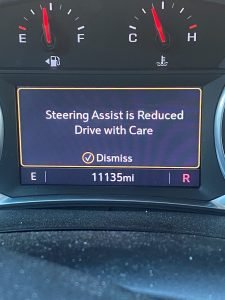 E F C H
Steering Assist is Reduced
Drive with Care
Dismiss
E 11135mi R